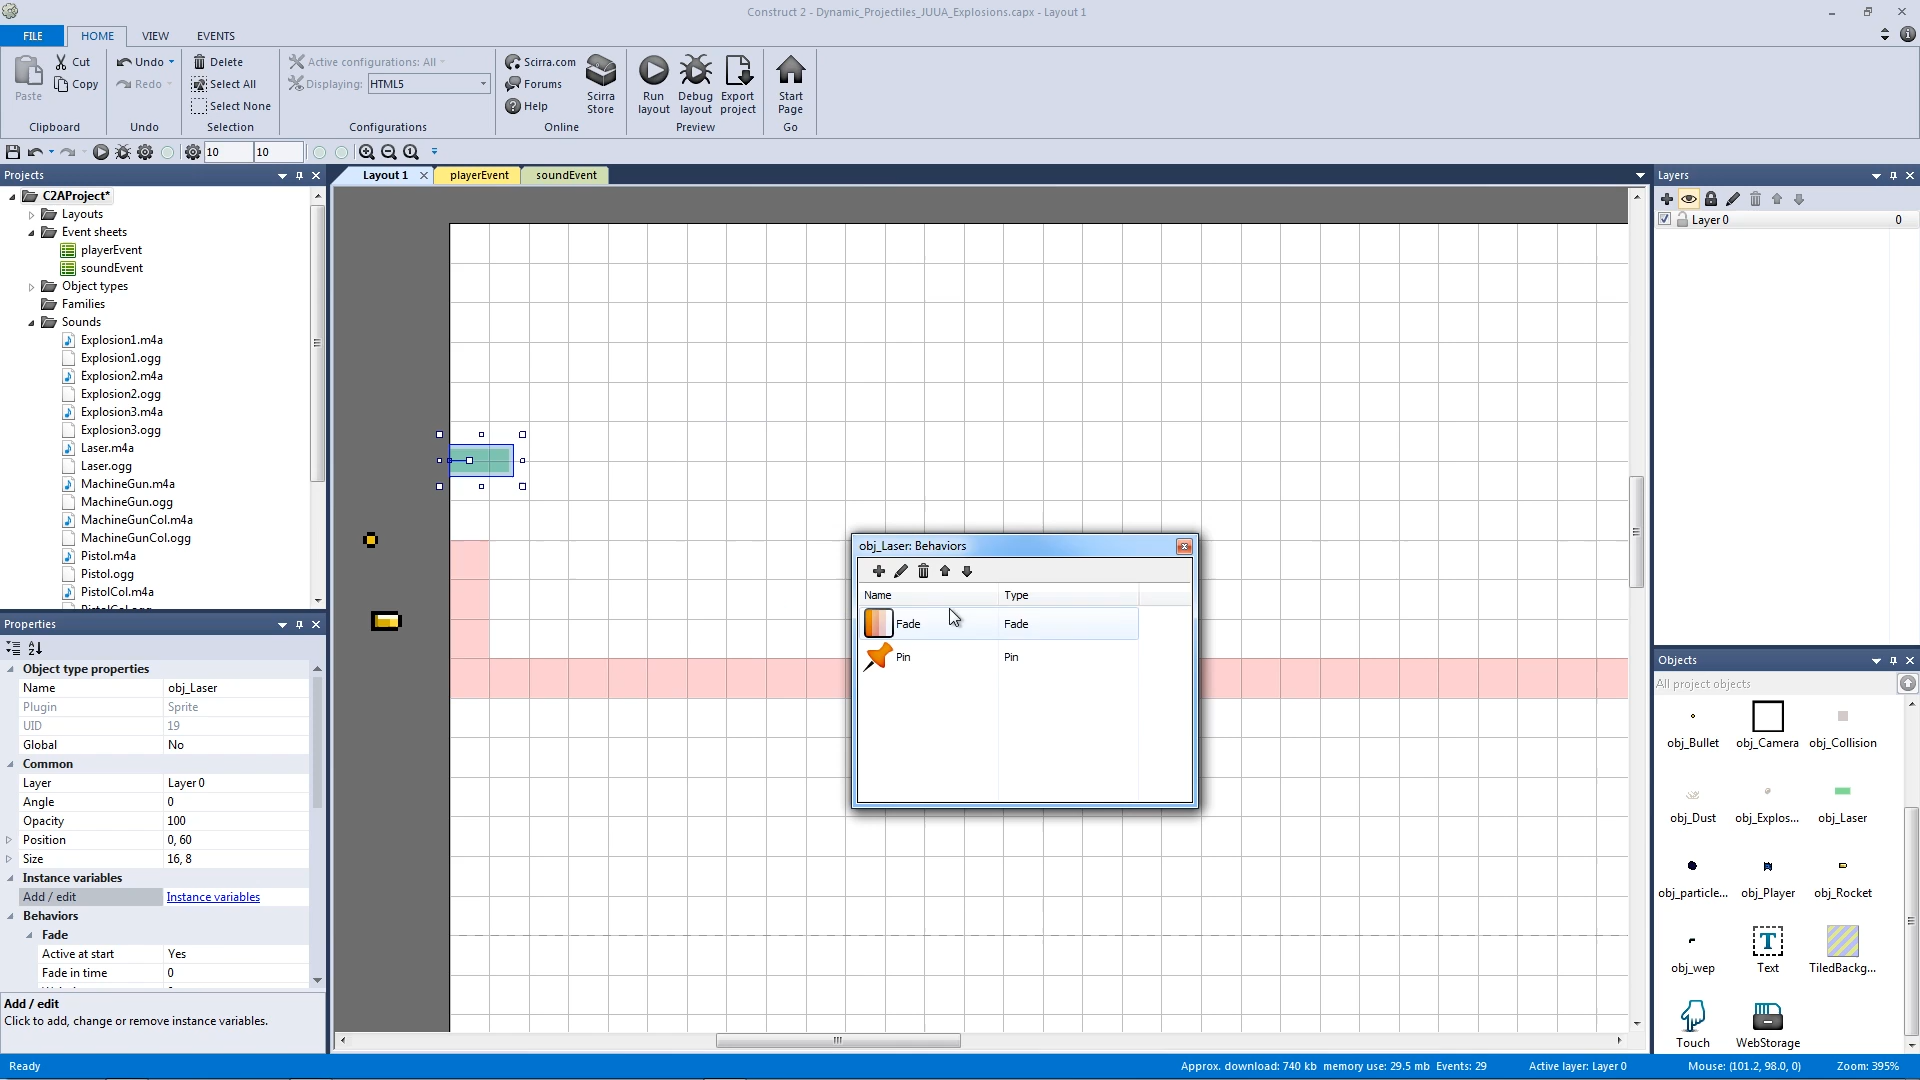 Construct 2 - Dynamic_Projectiles_JUUA_Explosions.capx - Layout 1
FILE
HOME
VIEW
EVENTS
Paste
Cut
Copy
Clipboard
Undo
Redo
Undo
Delete
Select All
Select None
Selection
Active configurations: All
Displaying:
HTML5
Configurations
Scirra.com
Forums
Help
Scirra Store
Online
Run layout
Debug layout
Export project
Preview
Start Page
Go
10
10
Projects
C2AProject*
Layouts
Event sheets
playerEvent
soundEvent
Object types
Families
Sounds
Explosion1.m4a
Explosion1.ogg
Explosion2.m4a
Explosion2.ogg
Explosion3.m4a
Explosion3.ogg
Laser.m4a
Laser.ogg
MachineGun.m4a
MachineGun.ogg
MachineGunCol.m4a
MachineGunCol.ogg
Pistol.m4a
Pistol.ogg
PistolCol.m4a
Properties
Object type properties
Name obj_Laser
Plugin Sprite
UID 19
Global No
Common
Layer Layer 0
Angle 0
Opacity 100
Position 0, 60
Size 16, 8
Instance variables
Add / edit Instance variables
Behaviors
Fade
Active at start Yes
Fade in time 0
Add / edit
Click to add, change or remove instance variables.
Layout 1
playerEvent
soundEvent
obj_Laser: Behaviors
Name Type
Fade Fade
Pin Pin
Layers
Layer 0 0
Objects
All project objects
obj_Bullet
obj_Camera
obj_Collision
obj_Dust
obj_Explos...
obj_Laser
obj_particle...
obj_Player
obj_Rocket
obj_wep
Text
TiledBackg...
Touch
WebStorage
Ready
Approx. download: 740 kb memory use: 29.5 mb Events: 29
Active layer: Layer 0
Mouse: (101.2, 98.0, 0)
Zoom: 395%